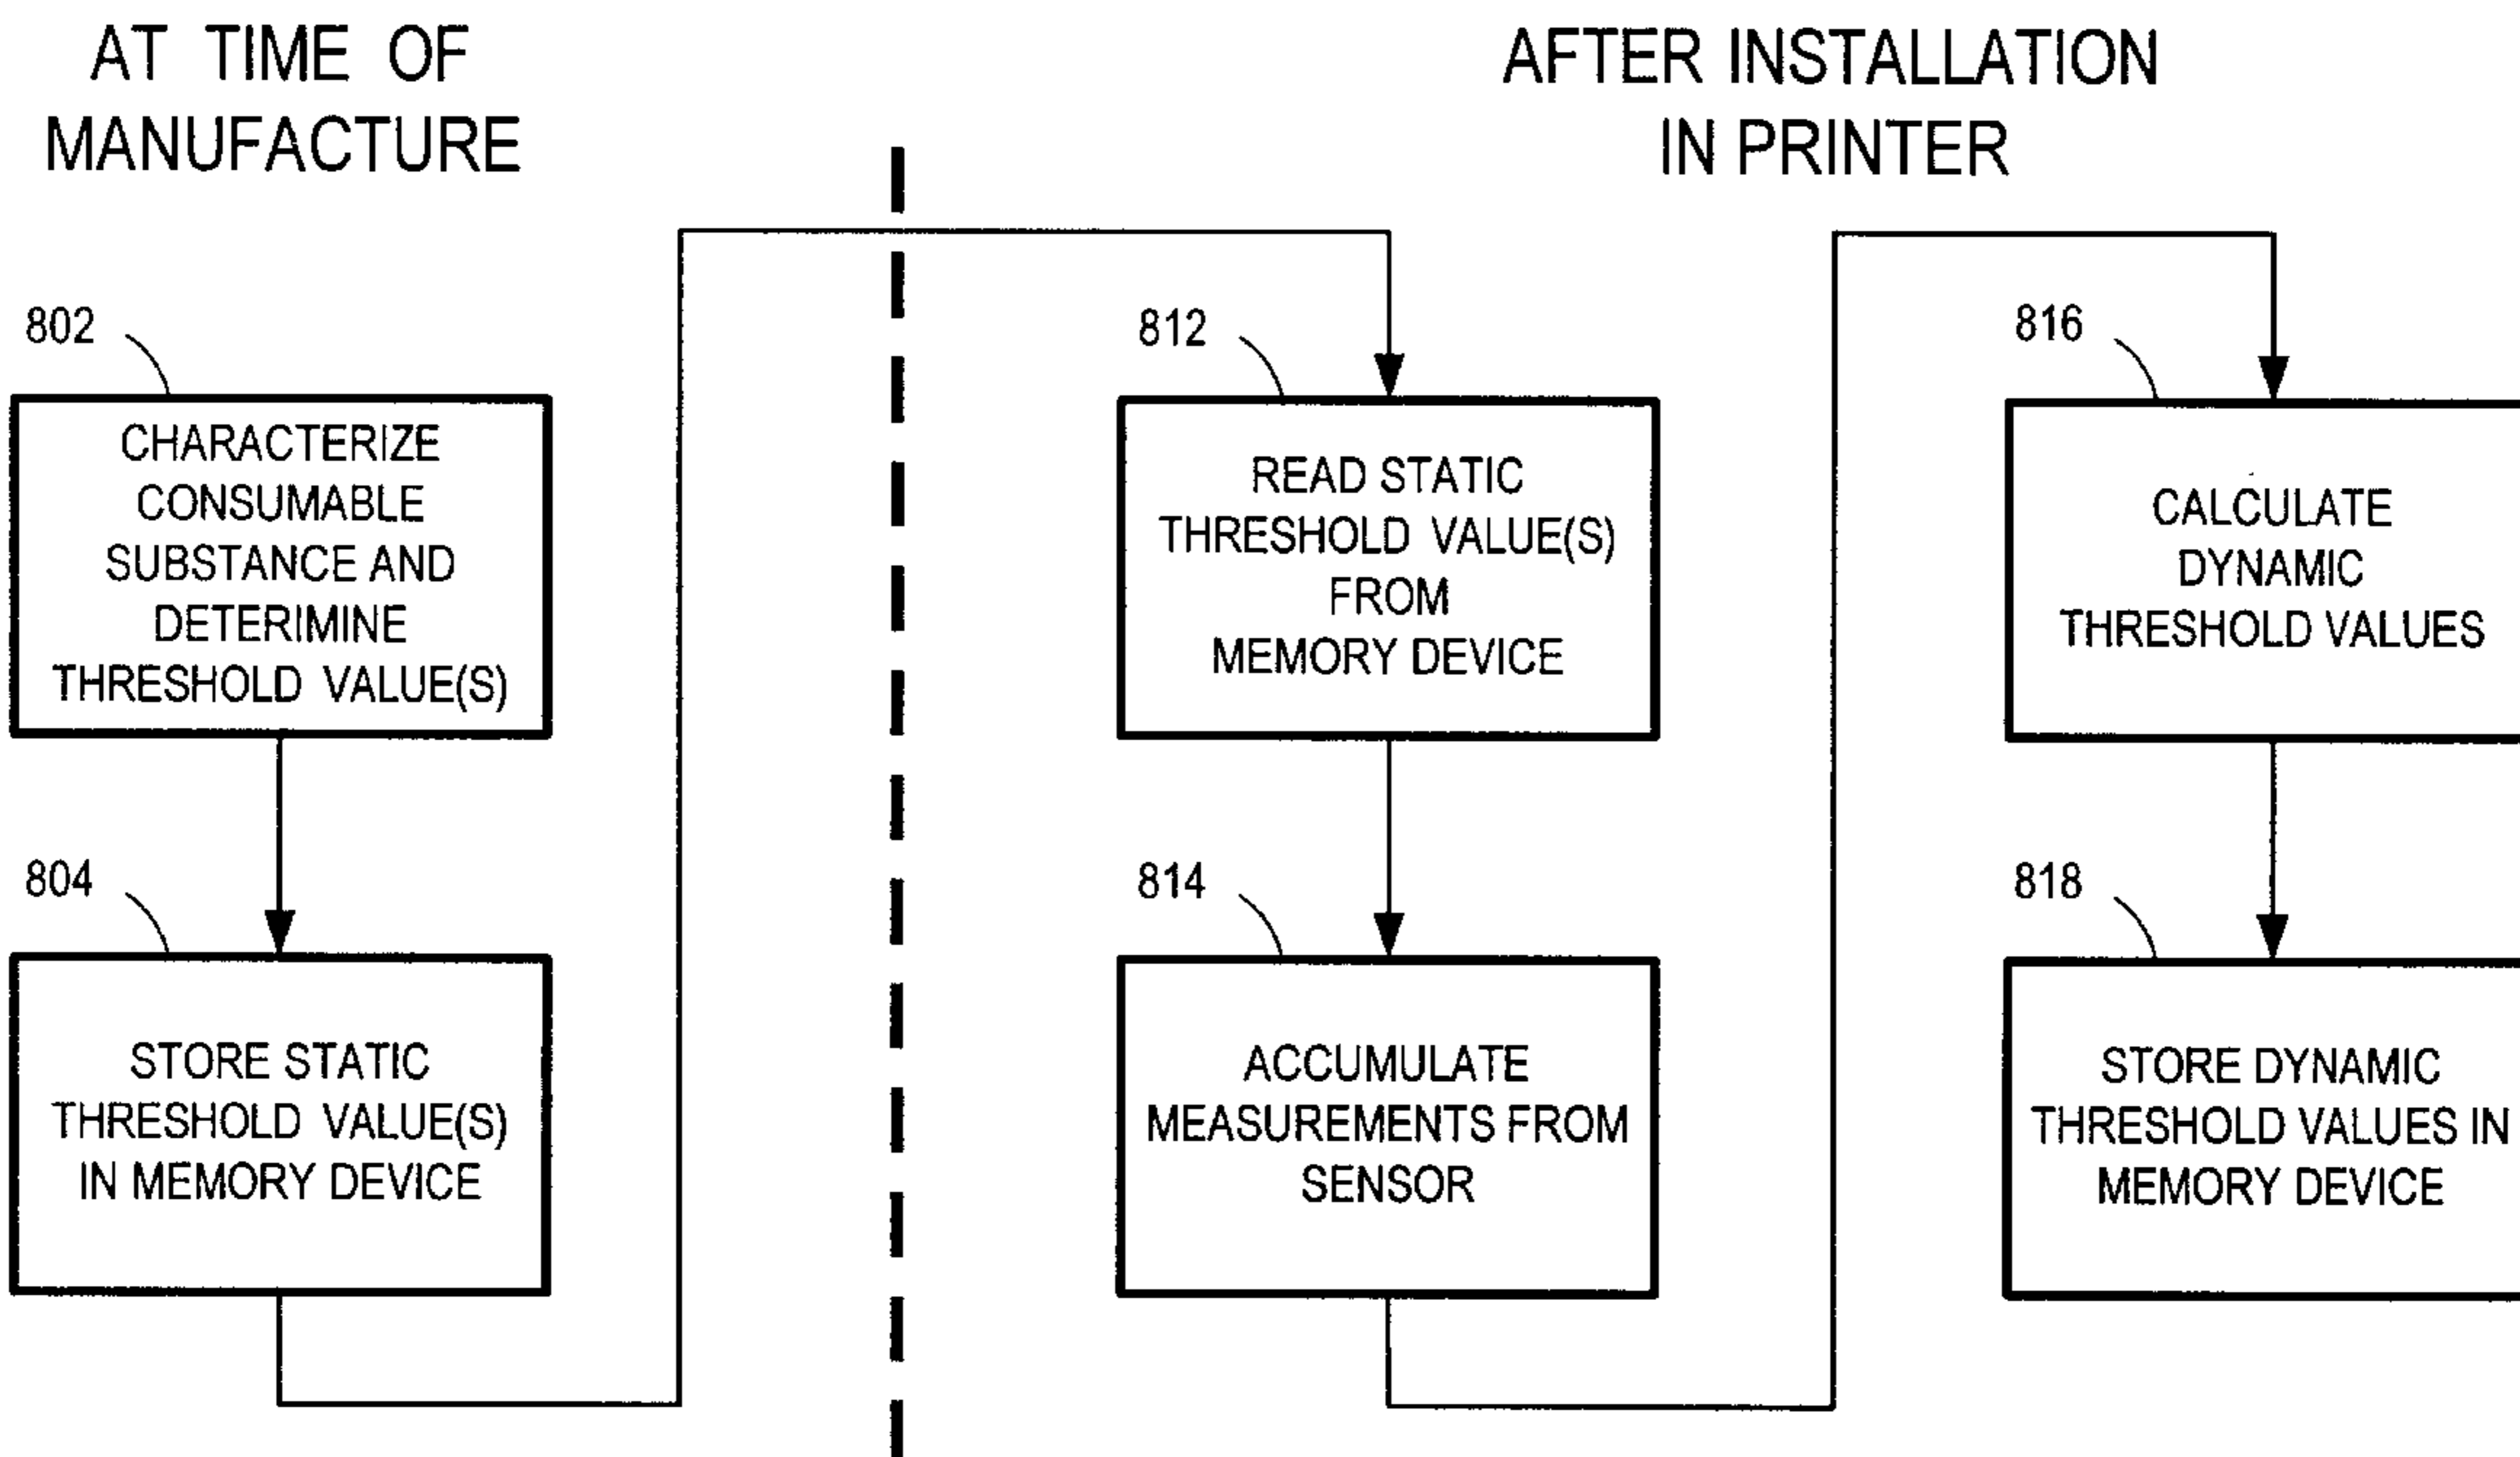 AT TIME OF
MANUFACTURE
AFTER INSTALLATION
IN PRINTER
802
CHARACTERIZE
CONSUMABLE
SUBSTANCE AND
DETERIMINE
THRESHOLD VALUE(S)
804
STORE STATIC
THRESHOLD VALUE(S)
IN MEMORY DEVICE
812
READ STATIC
THRESHOLD VALUE(S)
FROM
MEMORY DEVICE
814
ACCUMULATE
MEASUREMENTS FROM
SENSOR
816
CALCULATE
DYNAMIC
THRESHOLD VALUES
818
STORE DYNAMIC
THRESHOLD VALUES IN
MEMORY DEVICE